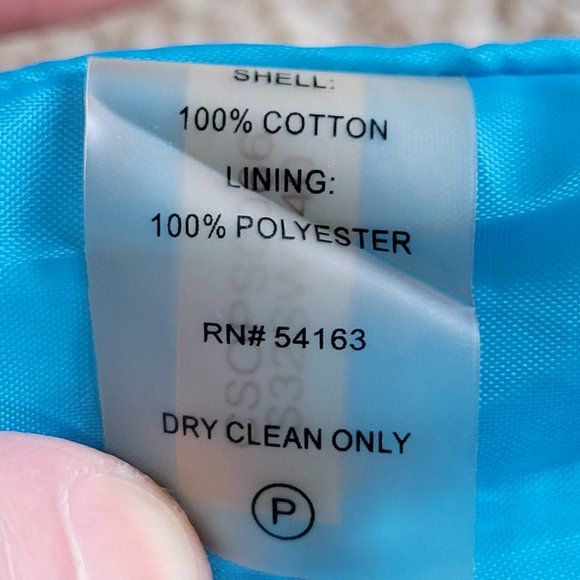 SHELL:
100% COTTON
LINING:
100% POLYESTER
RN# 54163
DRY CLEAN ONLY
P